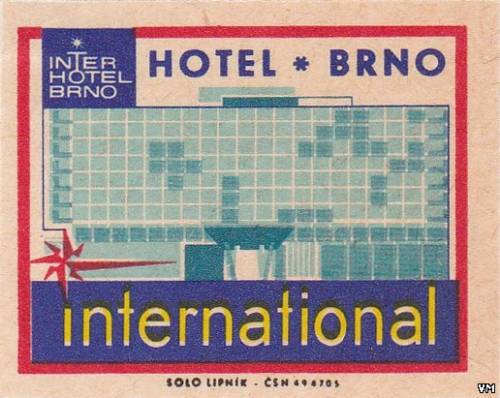 INTER
HOTEL
BRNO
HOTEL * BRNO
international
SOLO LIPNÍK - ČSN 494705
VM